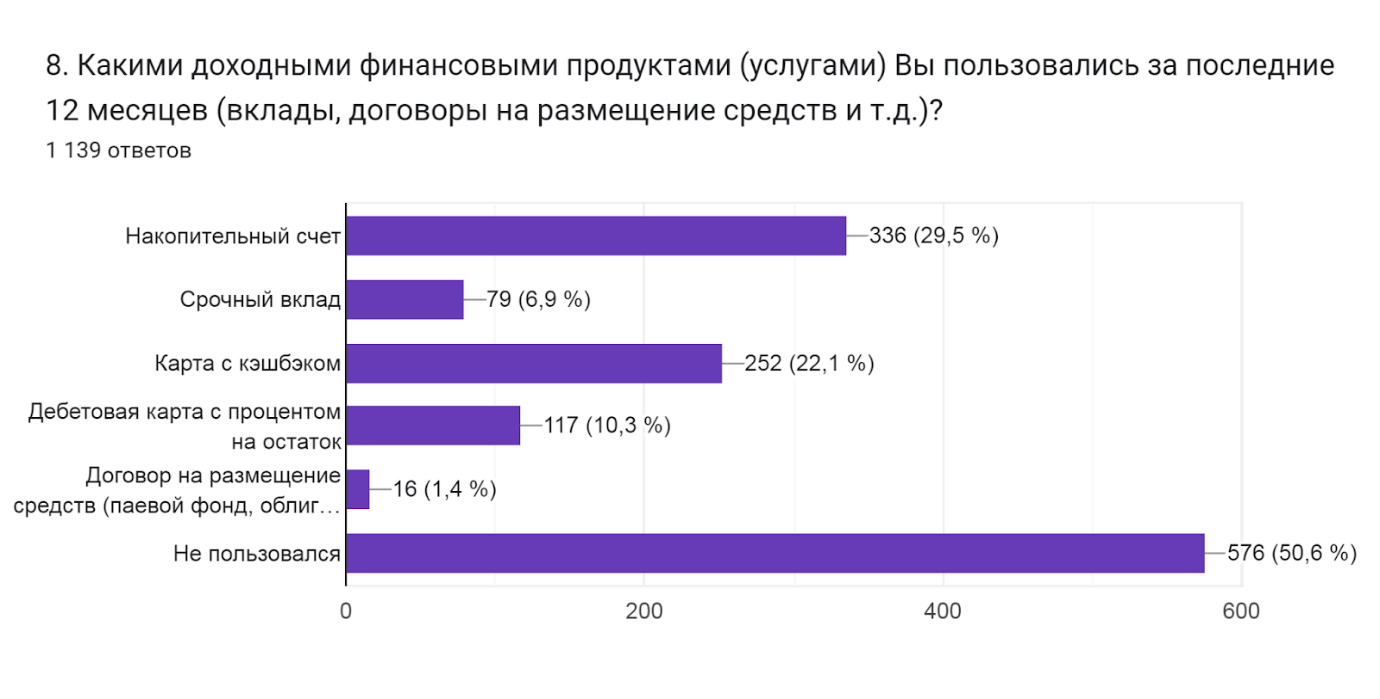 8. Какими доходными финансовыми продуктами (услугами) Вы пользовались за последние
12 месяцев (вклады, договоры на размещение средств и т.д.)?
1 139 ответов
Накопительный счет
336 (29,5 %)
Срочный вклад
79 (6,9 %)
Карта с кэшбэком
252 (22,1 %)
Дебетовая карта с процентом
на остаток
117 (10,3 %)
Договор на размещение
средств (паевой фонд, облиг…
16 (1,4 %)
Не пользовался
576 (50,6 %)
0 200 400 600